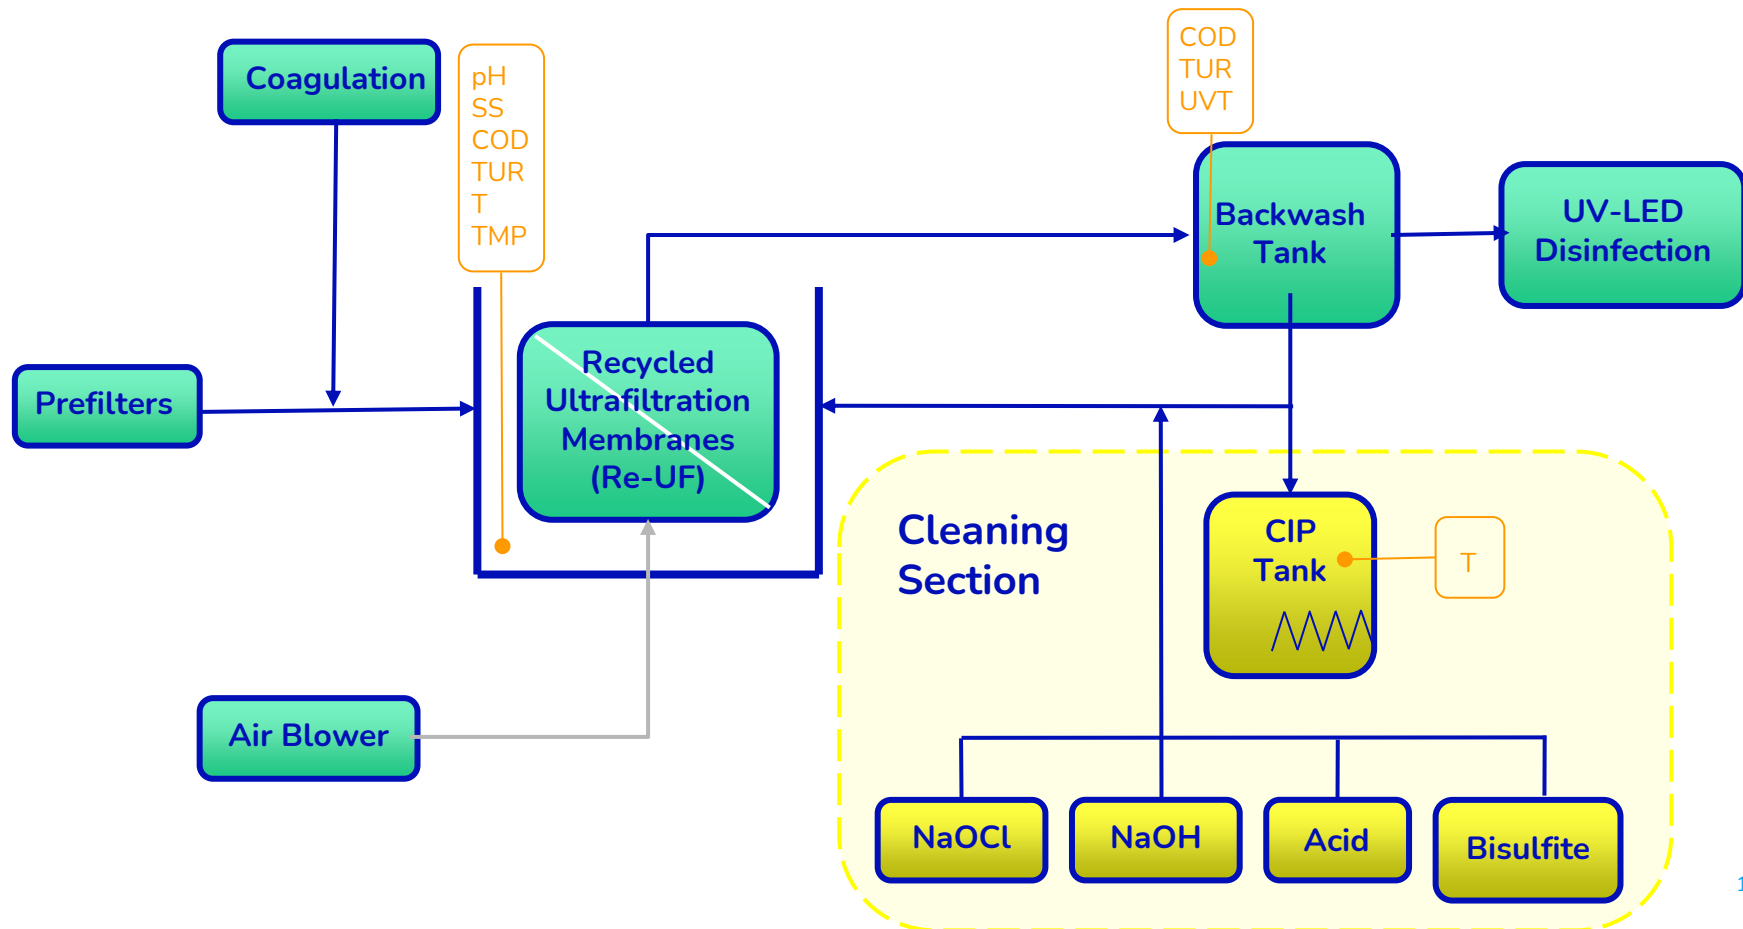 Coagulation
pH
SS
COD
TUR
T
TMP
COD
TUR
UVT
Backwash
Tank
UV-LED
Disinfection
Prefilters
Recycled
Ultrafiltration
Membranes
(Re-UF)
Cleaning
Section
CIP
Tank
T
Air Blower
NaOCl
NaOH
Acid
Bisulfite
1